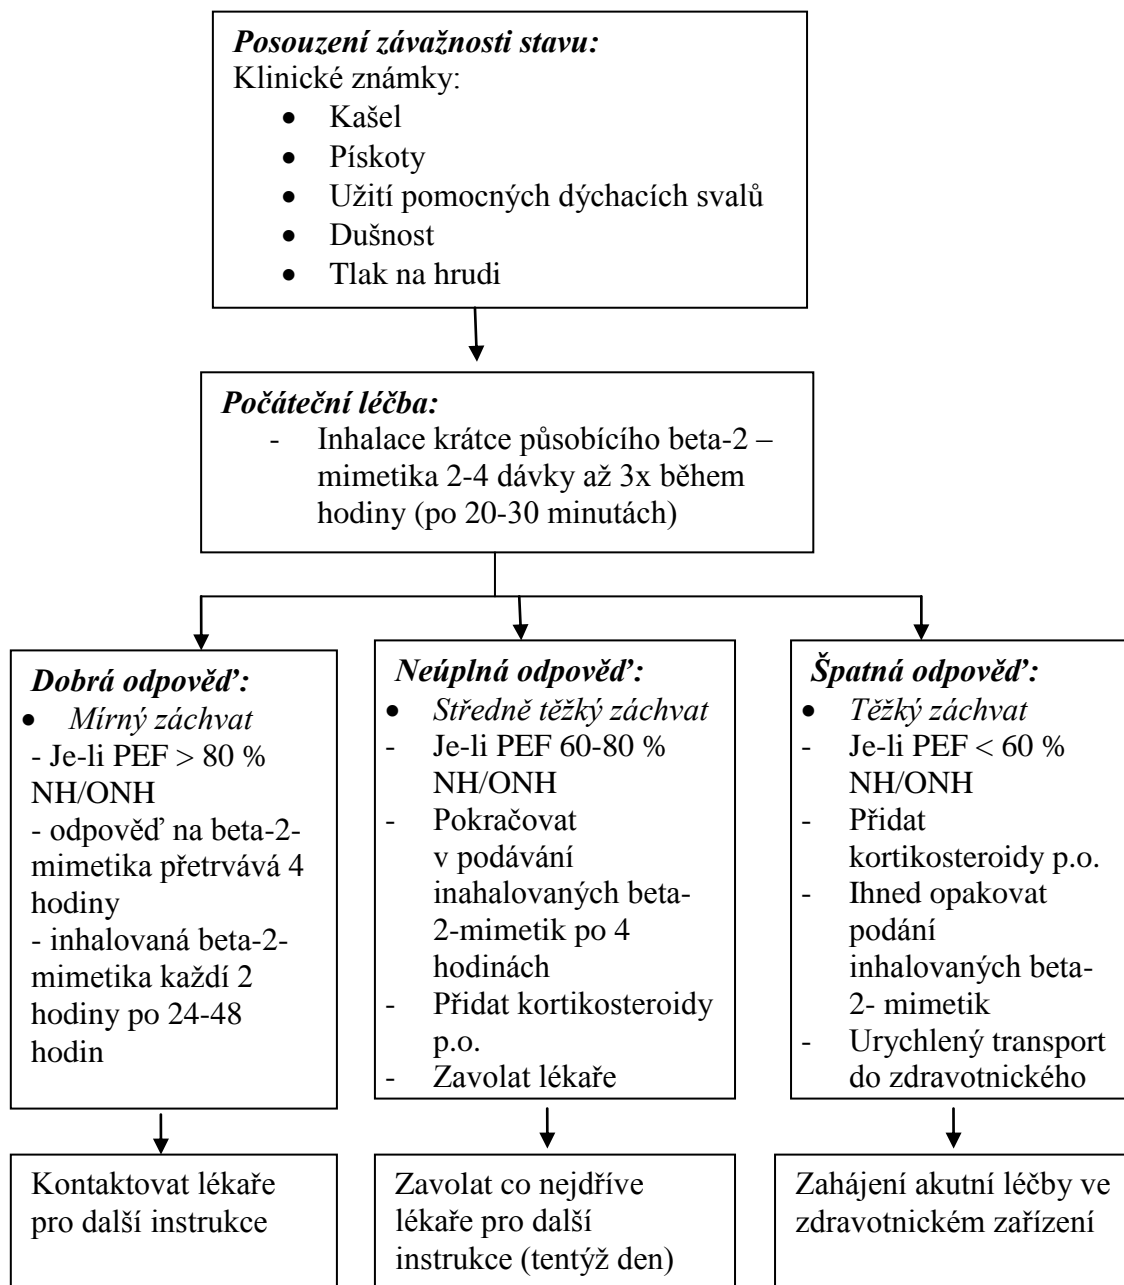 Posouzení závažnosti stavu:
Klinické známky:
• Kašel
• Pískoty
• Užití pomocných dýchacích svalů
• Dušnost
• Tlak na hrudi
Počáteční léčba:
- Inhalace krátce působícího beta-2 –
mimetika 2-4 dávky až 3x během
hodiny (po 20-30 minutách)
Dobrá odpověď:
• Mírný záchvat
- Je-li PEF > 80 %
NH/ONH
- odpověď na beta-2-
mimetika přetrvává 4
hodiny
- inhalovaná beta-2-
mimetika každí 2
hodiny po 24-48
hodin
Neúplná odpověď:
• Středně těžký záchvat
- Je-li PEF 60-80 %
NH/ONH
- Pokračovat
v podávání
inahalovaných beta-
2-mimetik po 4
hodinách
- Přidat kortikosteroidy
p.o.
- Zavolat lékaře
Špatná odpověď:
• Těžký záchvat
- Je-li PEF < 60 %
NH/ONH
- Přidat
kortikosteroidy p.o.
- Ihned opakovat
podání
inhalovaných beta-
2- mimetik
- Urychlený transport
do zdravotnického
Kontaktovat lékaře
pro další instrukce
Zavolat co nejdříve
lékaře pro další
instrukce (tentýž den)
Zahájení akutní léčby ve
zdravotnickém zařízení